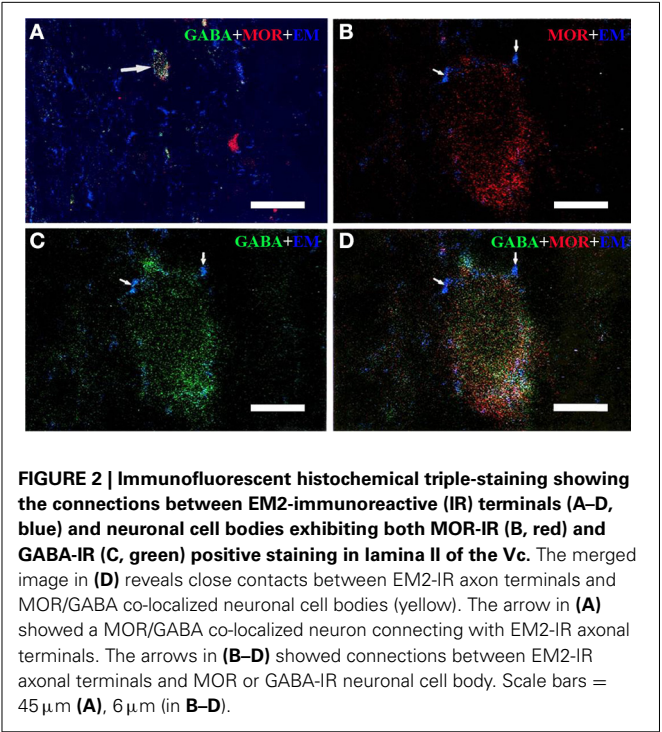 A GABA+MOR+EM
B MOR+EM
C GABA+EM
D GABA+MOR+EM
FIGURE 2 | Immunofluorescent histochemical triple-staining showing
the connections between EM2-immunoreactive (IR) terminals (A–D,
blue) and neuronal cell bodies exhibiting both MOR-IR (B, red) and
GABA-IR (C, green) positive staining in lamina II of the Vc. The merged
image in (D) reveals close contacts between EM2-IR axon terminals and
MOR/GABA co-localized neuronal cell bodies (yellow). The arrow in (A)
showed a MOR/GABA co-localized neuron connecting with EM2-IR axonal
terminals. The arrows in (B–D) showed connections between EM2-IR
axonal terminals and MOR or GABA-IR neuronal cell body. Scale bars =
45 µm (A), 6 µm (in B–D).